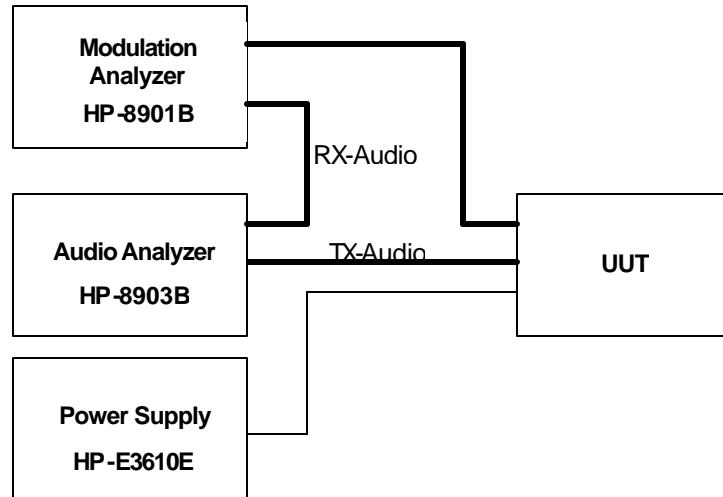 Modulation
Analyzer
HP-8901B
RX-Audio
Audio Analyzer
HP-8903B
TX-Audio
UUT
Power Supply
HP-E3610E